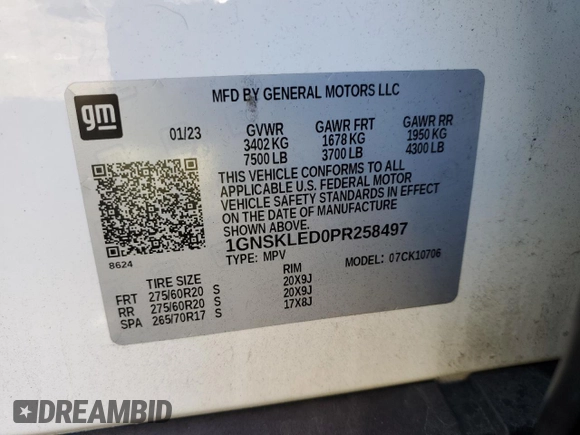 gm
MFD BY GENERAL MOTORS LLC
01/23 GVWR GAWR FRT GAWR RR
3402 KG 1678 KG 1950 KG
7500 LB 3700 LB 4300 LB
THIS VEHICLE CONFORMS TO ALL
APPLICABLE U.S. FEDERAL MOTOR
VEHICLE SAFETY STANDARDS IN EFFECT
ON THE DATE OF MANUFACTURE
SHOWN ABOVE.
1GNSKLED0PR258497
8624
TYPE: MPV MODEL: 07CK10706
TIRE SIZE RIM
FRT 275/60R20 S 20X9J
RR 275/60R20 S 20X9J
SPA 265/70R17 S 17X8J
DREAMBID